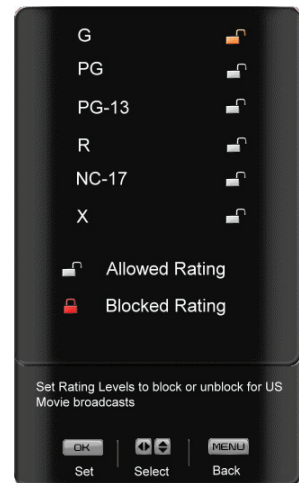 G
PG
PG-13
R
NC-17
X
Allowed Rating
Blocked Rating
Set Rating Levels to block or unblock for US
Movie broadcasts
OK MENU
Set Select Back